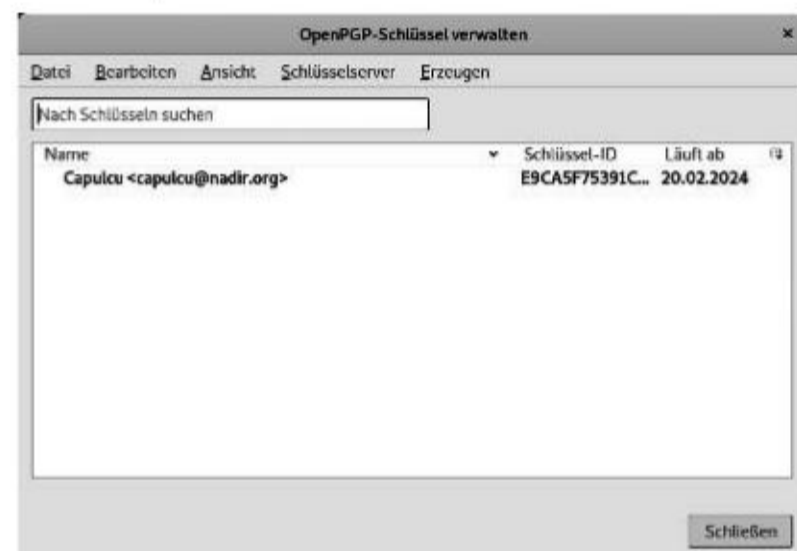 OpenPGP-Schlüssel verwalten ×
Datei Bearbeiten Ansicht Schlüsselserver Erzeugen
Nach Schlüsseln suchen
Name Schlüssel-ID Läuft ab
Capulcu <capulcu@nadir.org> E9CA5F75391C... 20.02.2024
Schließen